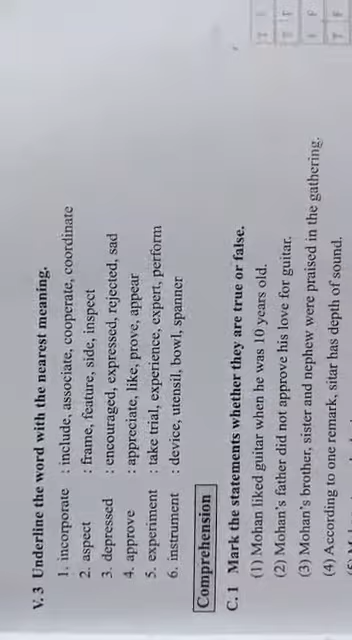 V.3 Underline the word with the nearest meaning.
1. incorporate : include, associate, cooperate, coordinate
2. aspect : frame, feature, side, inspect
3. depressed : encouraged, expressed, rejected, sad
4. approve : appreciate, like, prove, appear
5. experiment : take trial, experience, expert, perform
6. instrument : device, utensil, bowl, spanner
Comprehension
C.1 Mark the statements whether they are true or false.
(1) Mohan liked guitar when he was 10 years old. T F
(2) Mohan's father did not approve his love for guitar. T F
(3) Mohan's brother, sister and nephew were praised in the gathering. T F
(4) According to one remark, sitar has depth of sound. T F